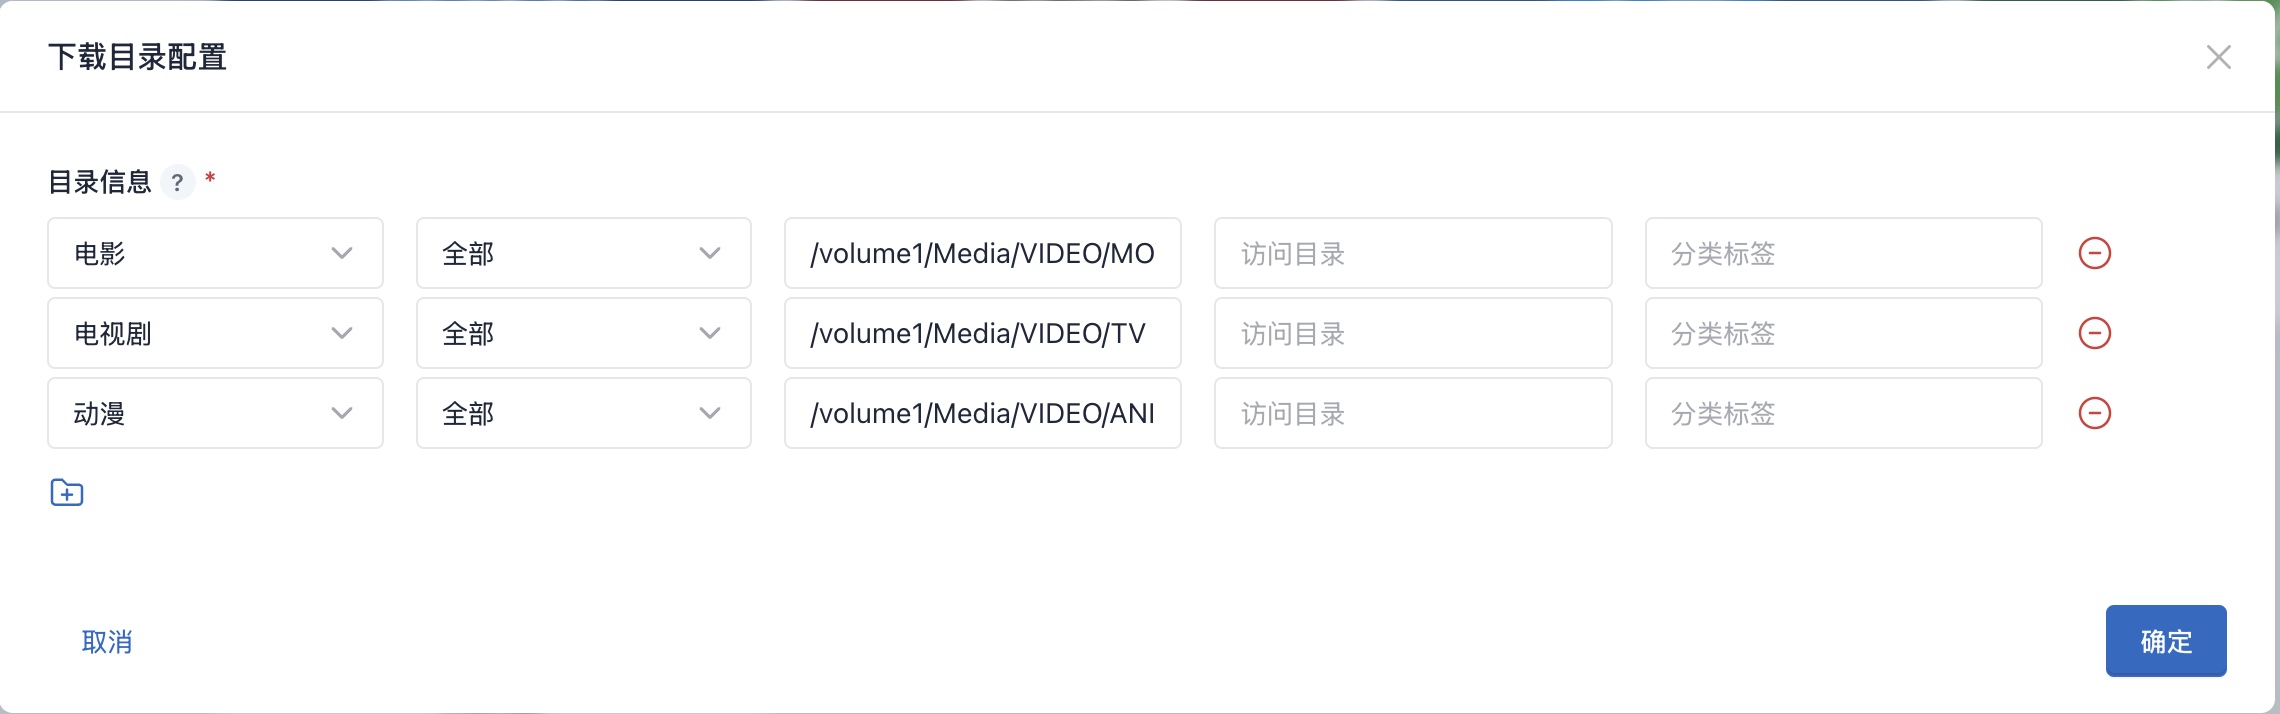 下载目录配置
目录信息 ? *
电影 全部 /volume1/Media/VIDEO/MO 访问目录 分类标签
电视剧 全部 /volume1/Media/VIDEO/TV 访问目录 分类标签
动漫 全部 /volume1/Media/VIDEO/ANI 访问目录 分类标签
取消 确定